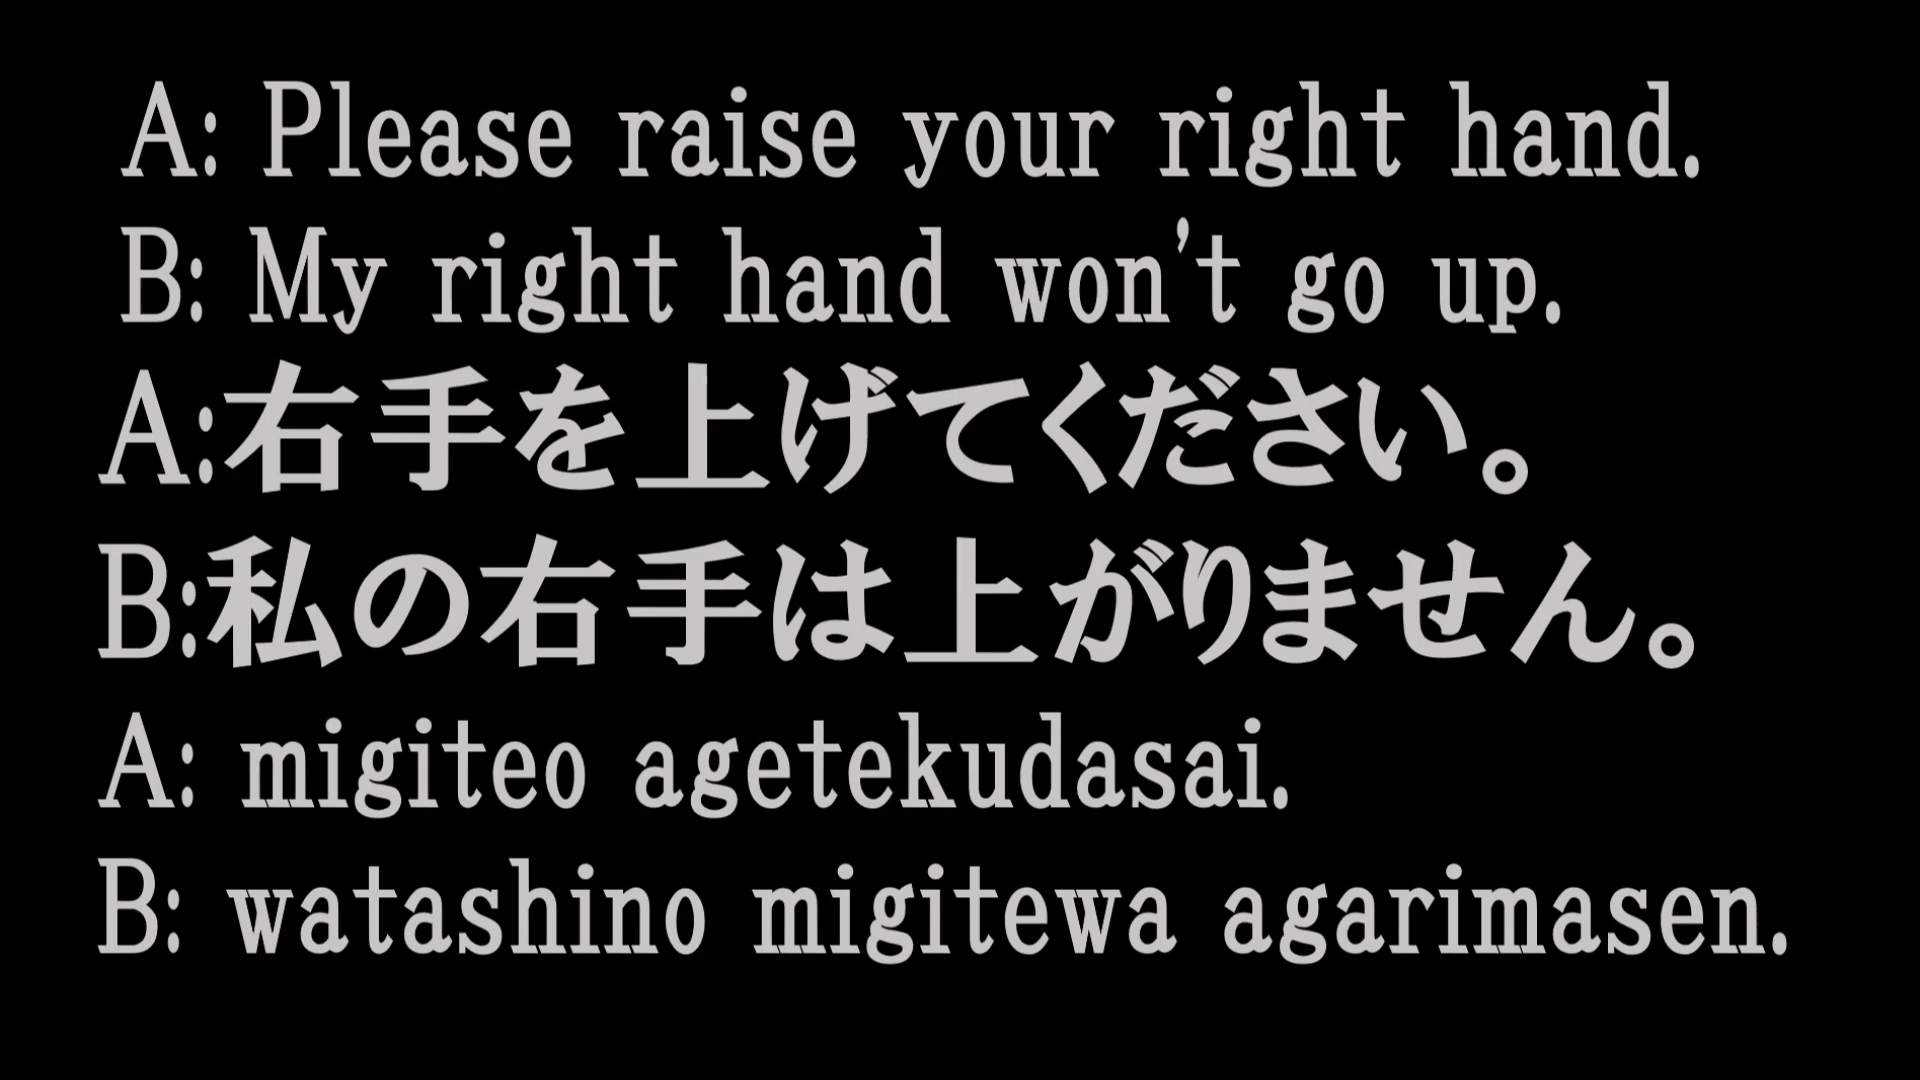 A: Please raise your right hand.
B: My right hand won't go up.
A:右手を上げてください。
B:私の右手は上がりません。
A: migiteo agetekudasai.
B: watashino migitewa agarimasen.